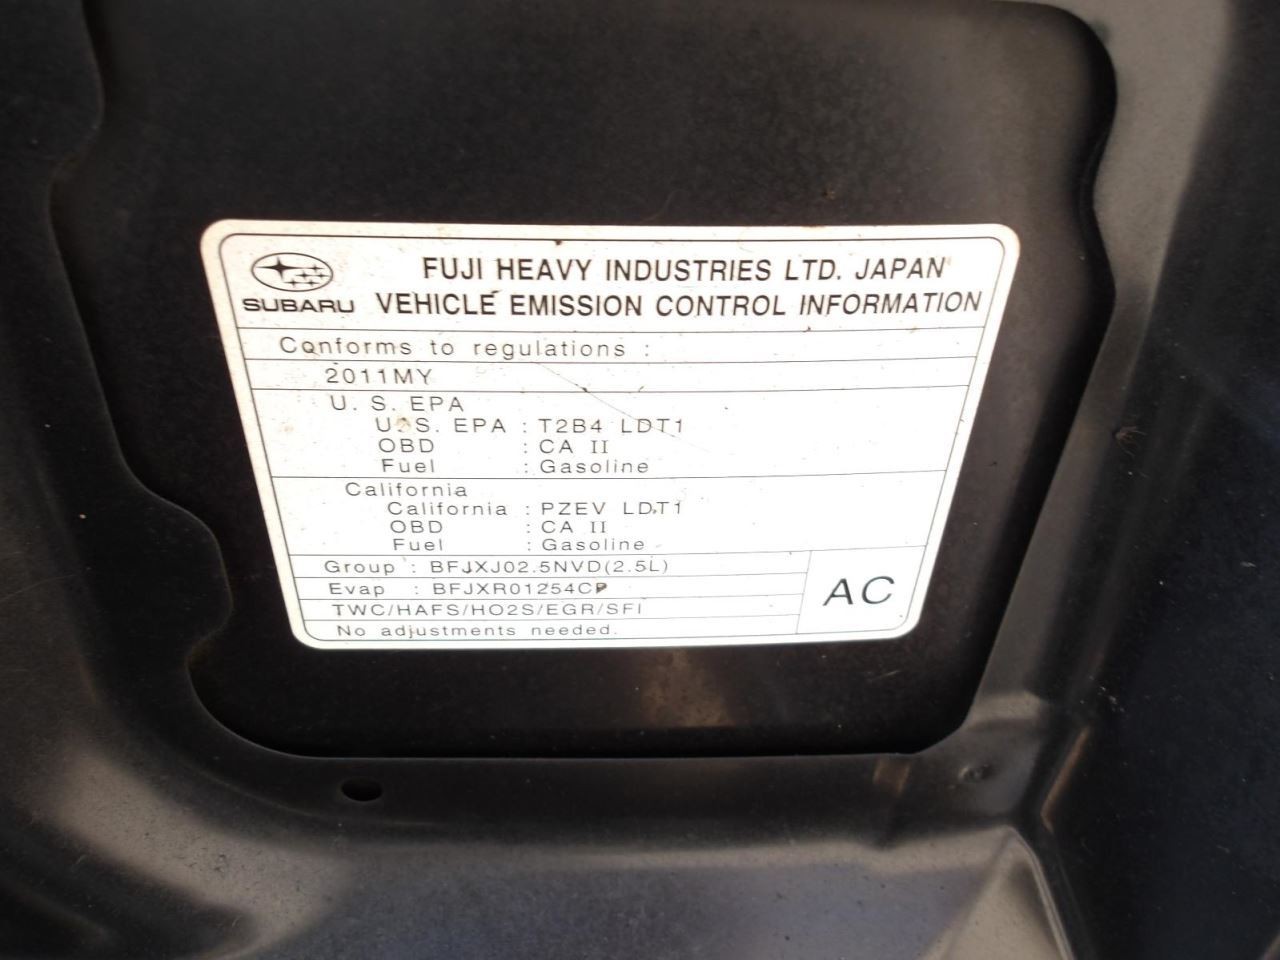 FUJI HEAVY INDUSTRIES LTD. JAPAN
SUBARU VEHICLE EMISSION CONTROL INFORMATION
Conforms to regulations :
2011MY
U. S. EPA
U. S. EPA : T2B4 LDT1
OBD : CA II
Fuel : Gasoline
California
California : PZEV LDT1
OBD : CA II
Fuel : Gasoline
Group : BFJXJ02.5NVD(2.5L)
Evap : BFJXR01254CP
TWC/HAFS/HO2S/EGR/SFI
No adjustments needed.
AC